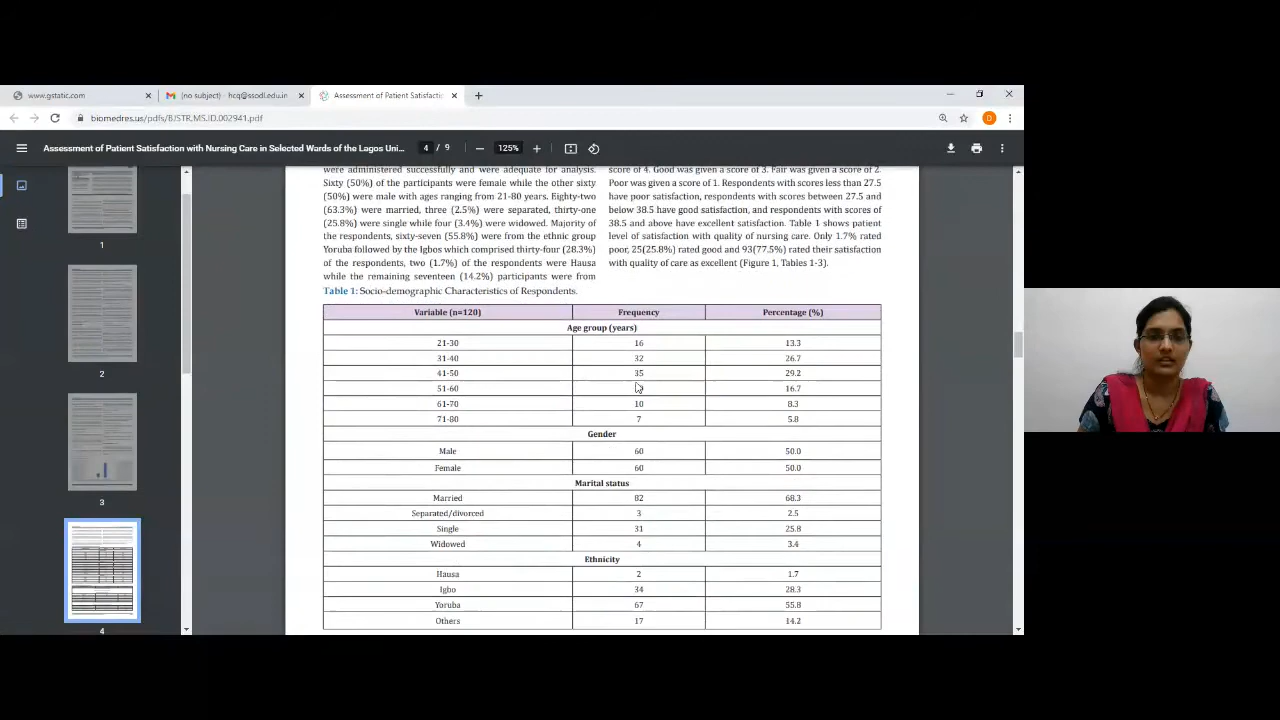 www.gstatic.com
(no subject) - hcq@ssodl.edu.in
Assessment of Patient Satisfactio
biomedres.us/pdfs/BJSTR.MS.ID.002941.pdf
D
Assessment of Patient Satisfaction with Nursing Care in Selected Wards of the Lagos Uni...
4 / 9
125%
1
2
3
4
were administered successfully and were adequate for analysis.
Sixty (50%) of the participants were female while the other sixty
(50%) were male with ages ranging from 21-80 years. Eighty-two
(63.3%) were married, three (2.5%) were separated, thirty-one
(25.8%) were single while four (3.4%) were widowed. Majority of
the respondents, sixty-seven (55.8%) were from the ethnic group
Yoruba followed by the Igbos which comprised thirty-four (28.3%)
of the respondents, two (1.7%) of the respondents were Hausa
while the remaining seventeen (14.2%) participants were from
score of 4. Good was given a score of 3. Fair was given a score of 2.
Poor was given a score of 1. Respondents with scores less than 27.5
have poor satisfaction, respondents with scores between 27.5 and
below 38.5 have good satisfaction, and respondents with scores of
38.5 and above have excellent satisfaction. Table 1 shows patient
level of satisfaction with quality of nursing care. Only 1.7% rated
poor, 25(25.8%) rated good and 93(77.5%) rated their satisfaction
with quality of care as excellent (Figure 1, Tables 1-3).
Table 1: Socio-demographic Characteristics of Respondents.
Variable (n=120) Frequency Percentage (%)
Age group (years)
21-30 16 13.3
31-40 32 26.7
41-50 35 29.2
51-60 16.7
61-70 10 8.3
71-80 7 5.8
Gender
Male 60 50.0
Female 60 50.0
Marital status
Married 82 68.3
Separated/divorced 3 2.5
Single 31 25.8
Widowed 4 3.4
Ethnicity
Hausa 2 1.7
Igbo 34 28.3
Yoruba 67 55.8
Others 17 14.2